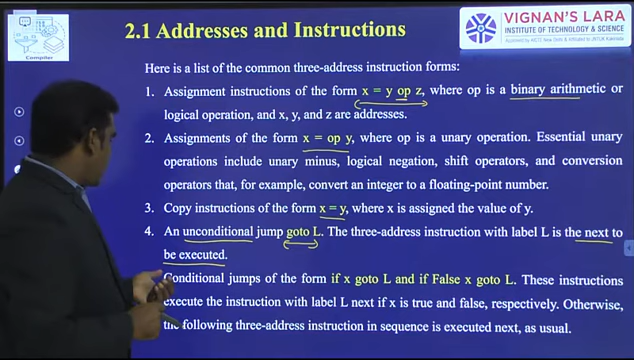 2.1 Addresses and Instructions
VIGNAN'S LARA
INSTITUTE OF TECHNOLOGY & SCIENCE
Compiler
Here is a list of the common three-address instruction forms:
1. Assignment instructions of the form x = y op z, where op is a binary arithmetic or
logical operation, and x, y, and z are addresses.
2. Assignments of the form x = op y, where op is a unary operation. Essential unary
operations include unary minus, logical negation, shift operators, and conversion
operators that, for example, convert an integer to a floating-point number.
3. Copy instructions of the form x = y, where x is assigned the value of y.
4. An unconditional jump goto L. The three-address instruction with label L is the next to
be executed.
Conditional jumps of the form if x goto L and if False x goto L. These instructions
execute the instruction with label L next if x is true and false, respectively. Otherwise,
the following three-address instruction in sequence is executed next, as usual.